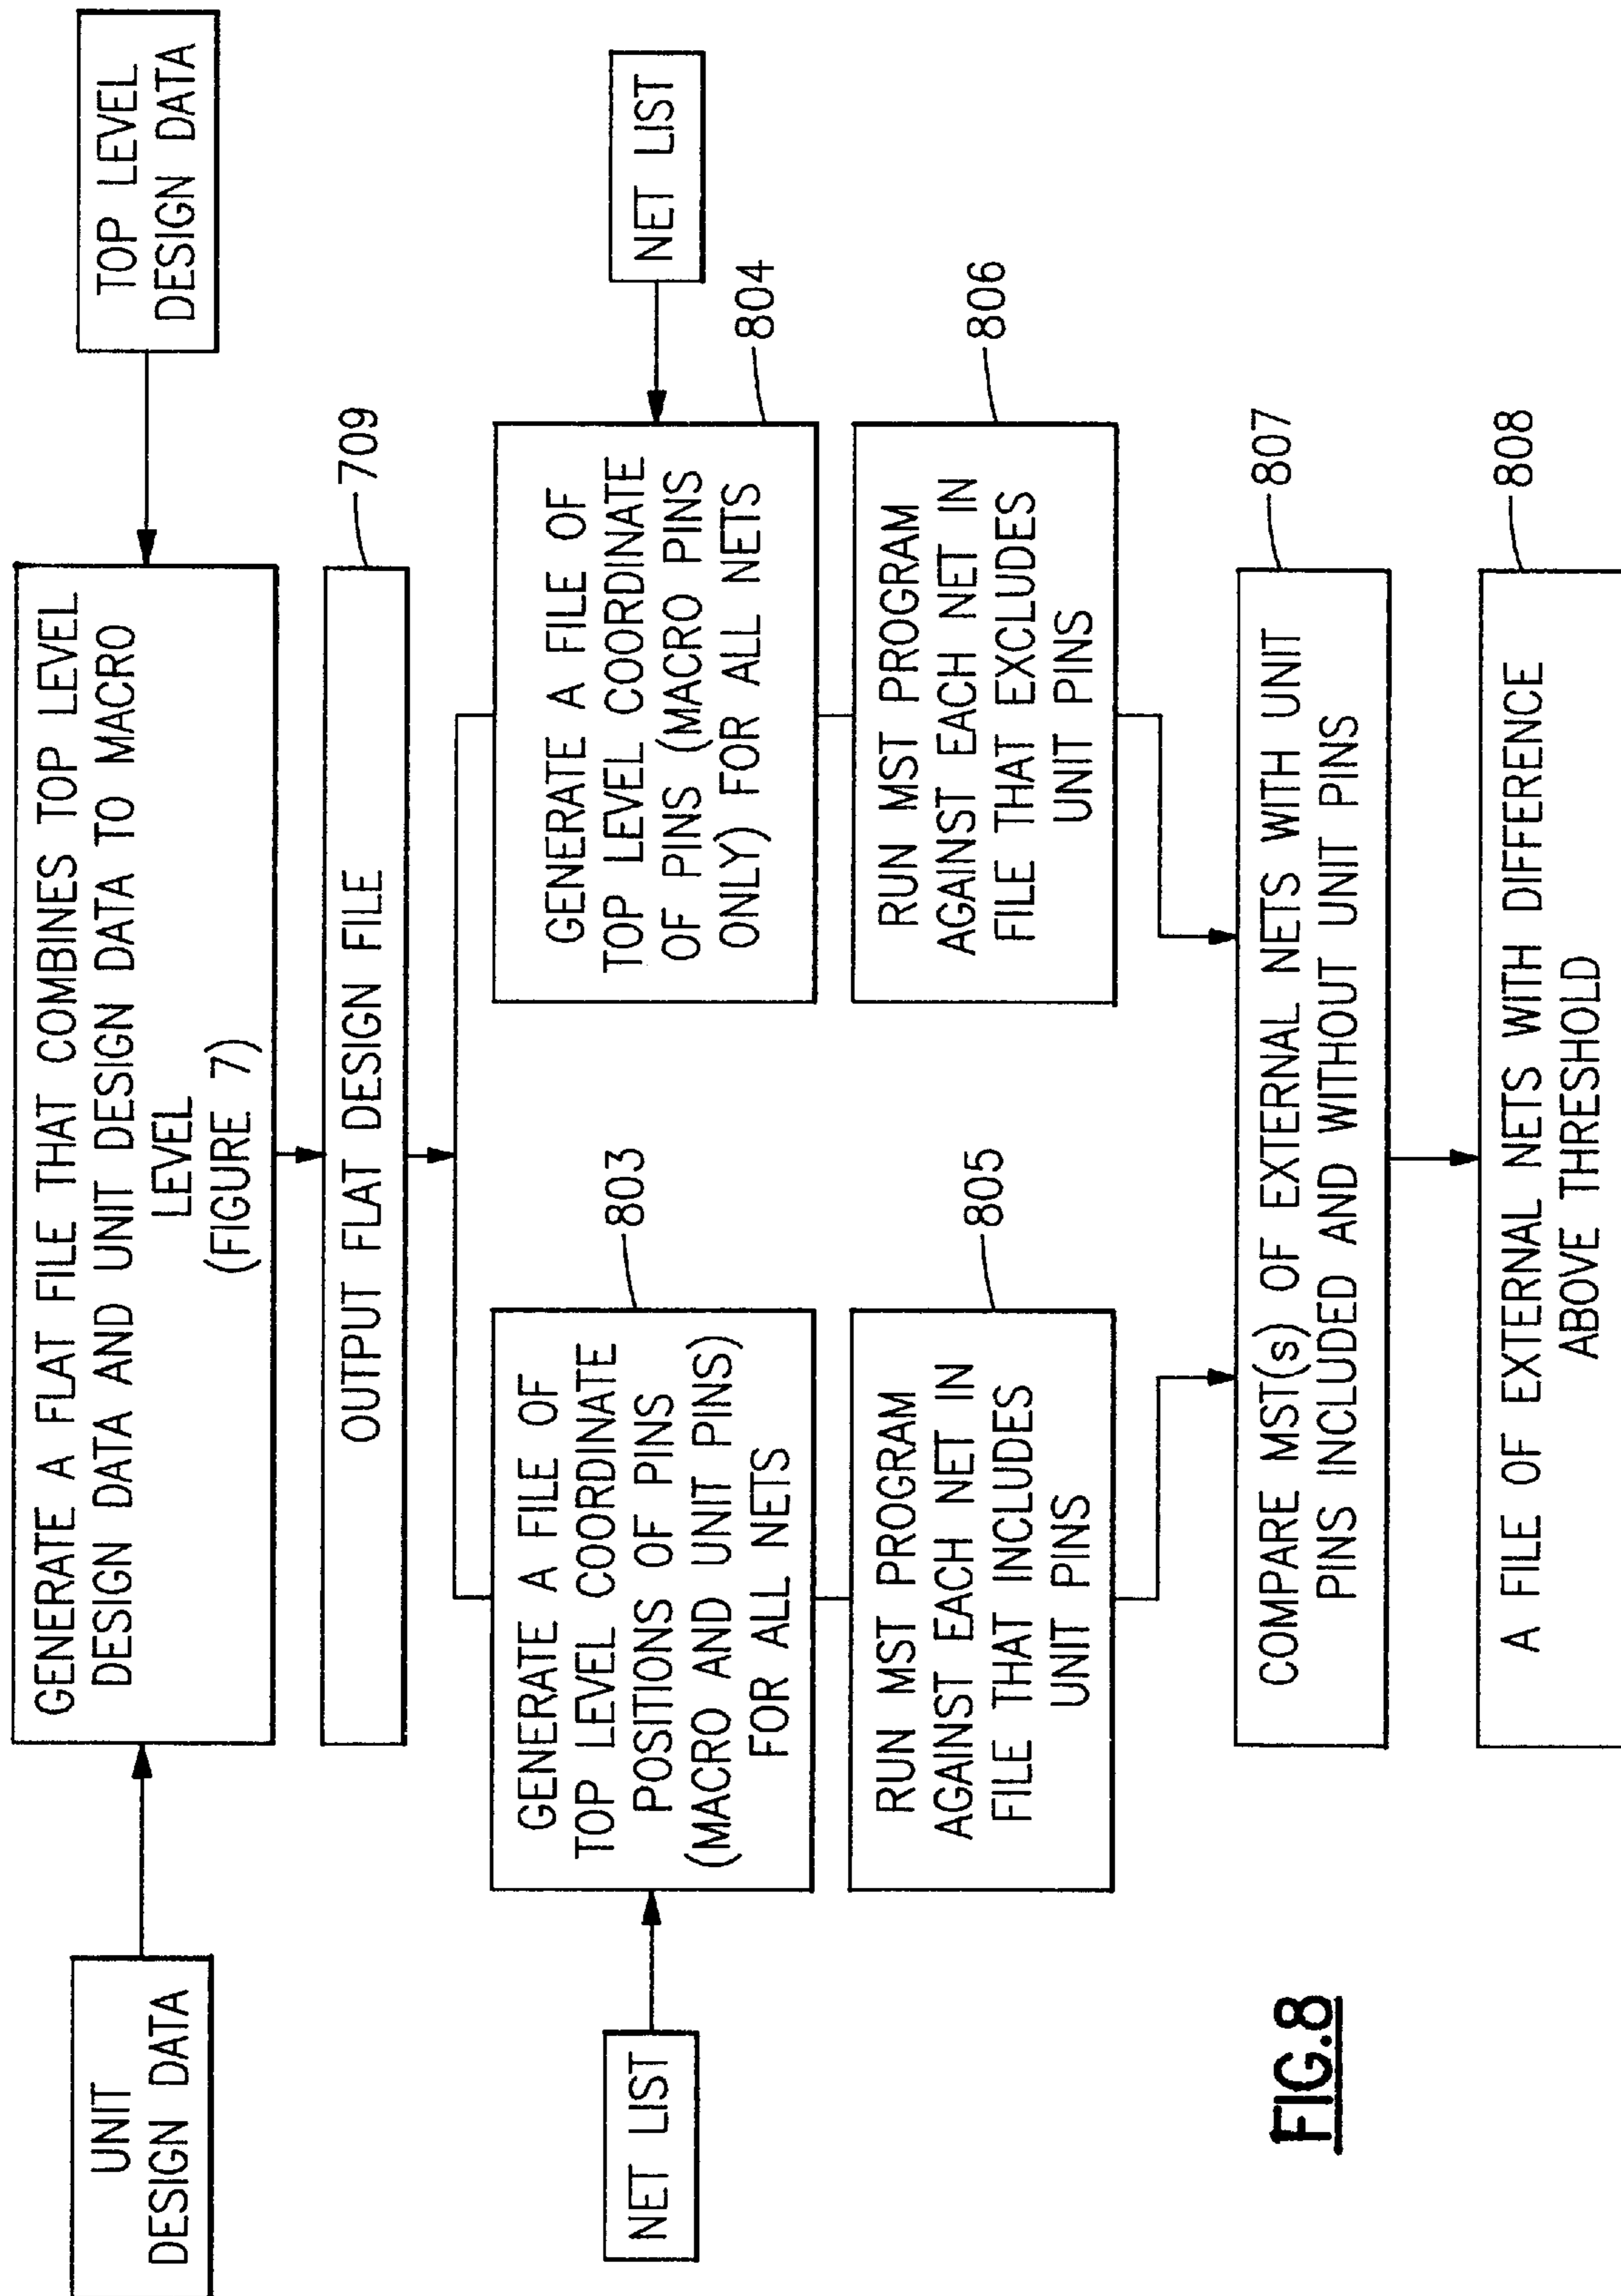 UNIT
DESIGN DATA
GENERATE A FLAT FILE THAT COMBINES TOP LEVEL
DESIGN DATA AND UNIT DESIGN DATA TO MACRO
LEVEL
(FIGURE 7)
TOP LEVEL
DESIGN DATA
OUTPUT FLAT DESIGN FILE
709
NET LIST
GENERATE A FILE OF
TOP LEVEL COORDINATE
POSITIONS OF PINS
(MACRO AND UNIT PINS)
FOR ALL NETS
803
GENERATE A FILE OF
TOP LEVEL COORDINATE
OF PINS (MACRO PINS
ONLY) FOR ALL NETS
804
NET LIST
RUN MST PROGRAM
AGAINST EACH NET IN
FILE THAT INCLUDES
UNIT PINS
805
RUN MST PROGRAM
AGAINST EACH NET IN
FILE THAT EXCLUDES
UNIT PINS
806
COMPARE MST(s) OF EXTERNAL NETS WITH UNIT
PINS INCLUDED AND WITHOUT UNIT PINS
807
A FILE OF EXTERNAL NETS WITH DIFFERENCE
ABOVE THRESHOLD
808
FIG.8